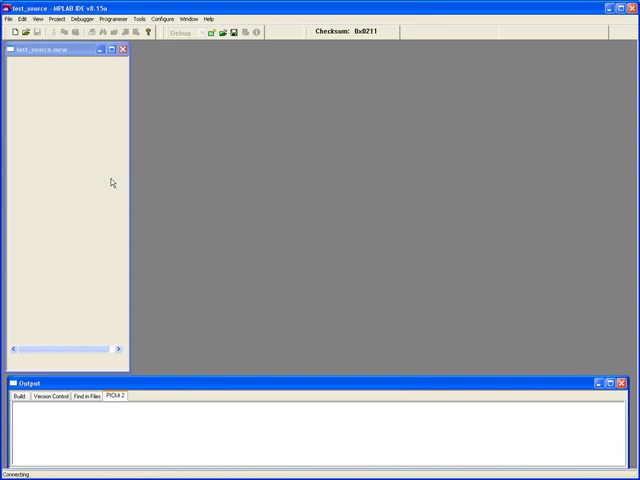 test_source - MPLAB IDE v8.15a
File Edit View Project Debugger Programmer Tools Configure Window Help
Debug
Checksum: 0x0211
test_source.mcw
Output
Build Version Control Find in Files PICkit 2
Connecting